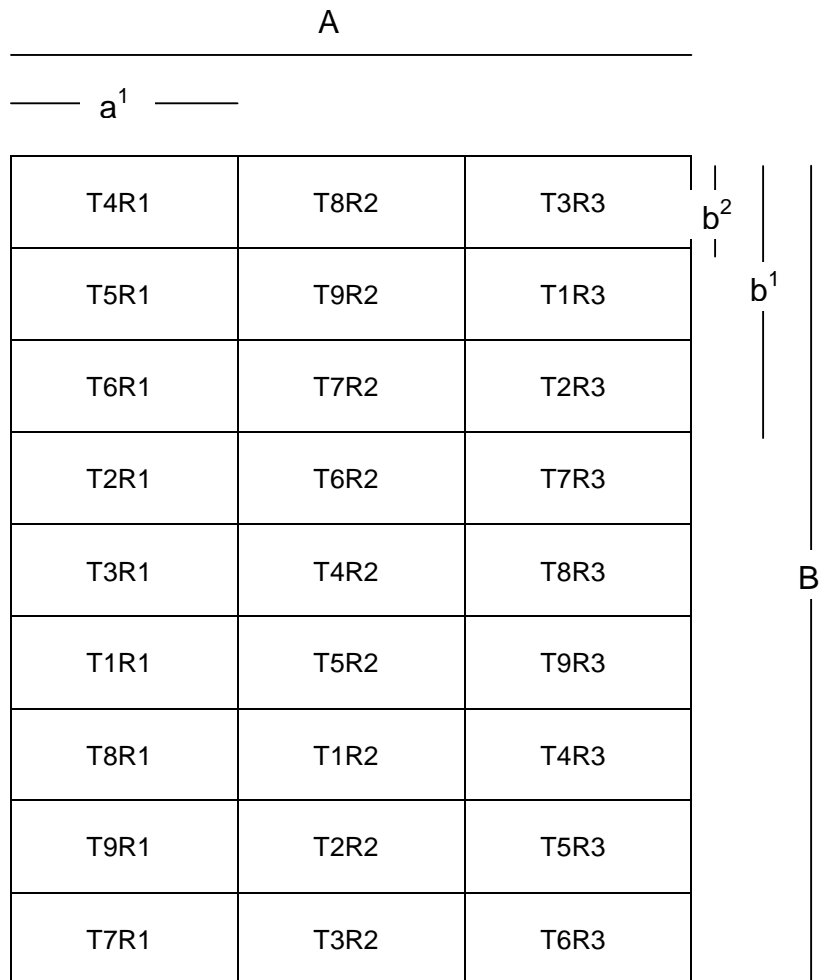 A
a¹
T4R1 T8R2 T3R3
b²
T5R1 T9R2 T1R3
b¹
T6R1 T7R2 T2R3
T2R1 T6R2 T7R3
T3R1 T4R2 T8R3
B
T1R1 T5R2 T9R3
T8R1 T1R2 T4R3
T9R1 T2R2 T5R3
T7R1 T3R2 T6R3